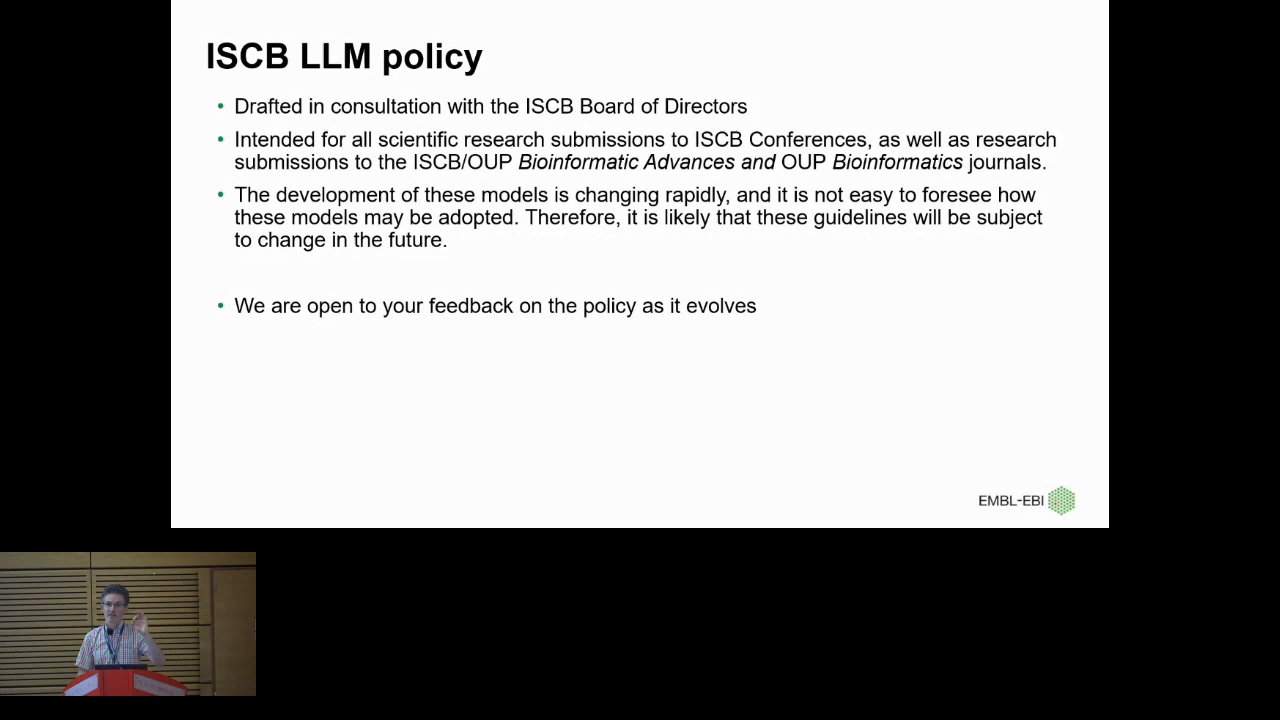 ISCB LLM policy
• Drafted in consultation with the ISCB Board of Directors
• Intended for all scientific research submissions to ISCB Conferences, as well as research
submissions to the ISCB/OUP Bioinformatic Advances and OUP Bioinformatics journals.
• The development of these models is changing rapidly, and it is not easy to foresee how
these models may be adopted. Therefore, it is likely that these guidelines will be subject
to change in the future.
• We are open to your feedback on the policy as it evolves
EMBL-EBI